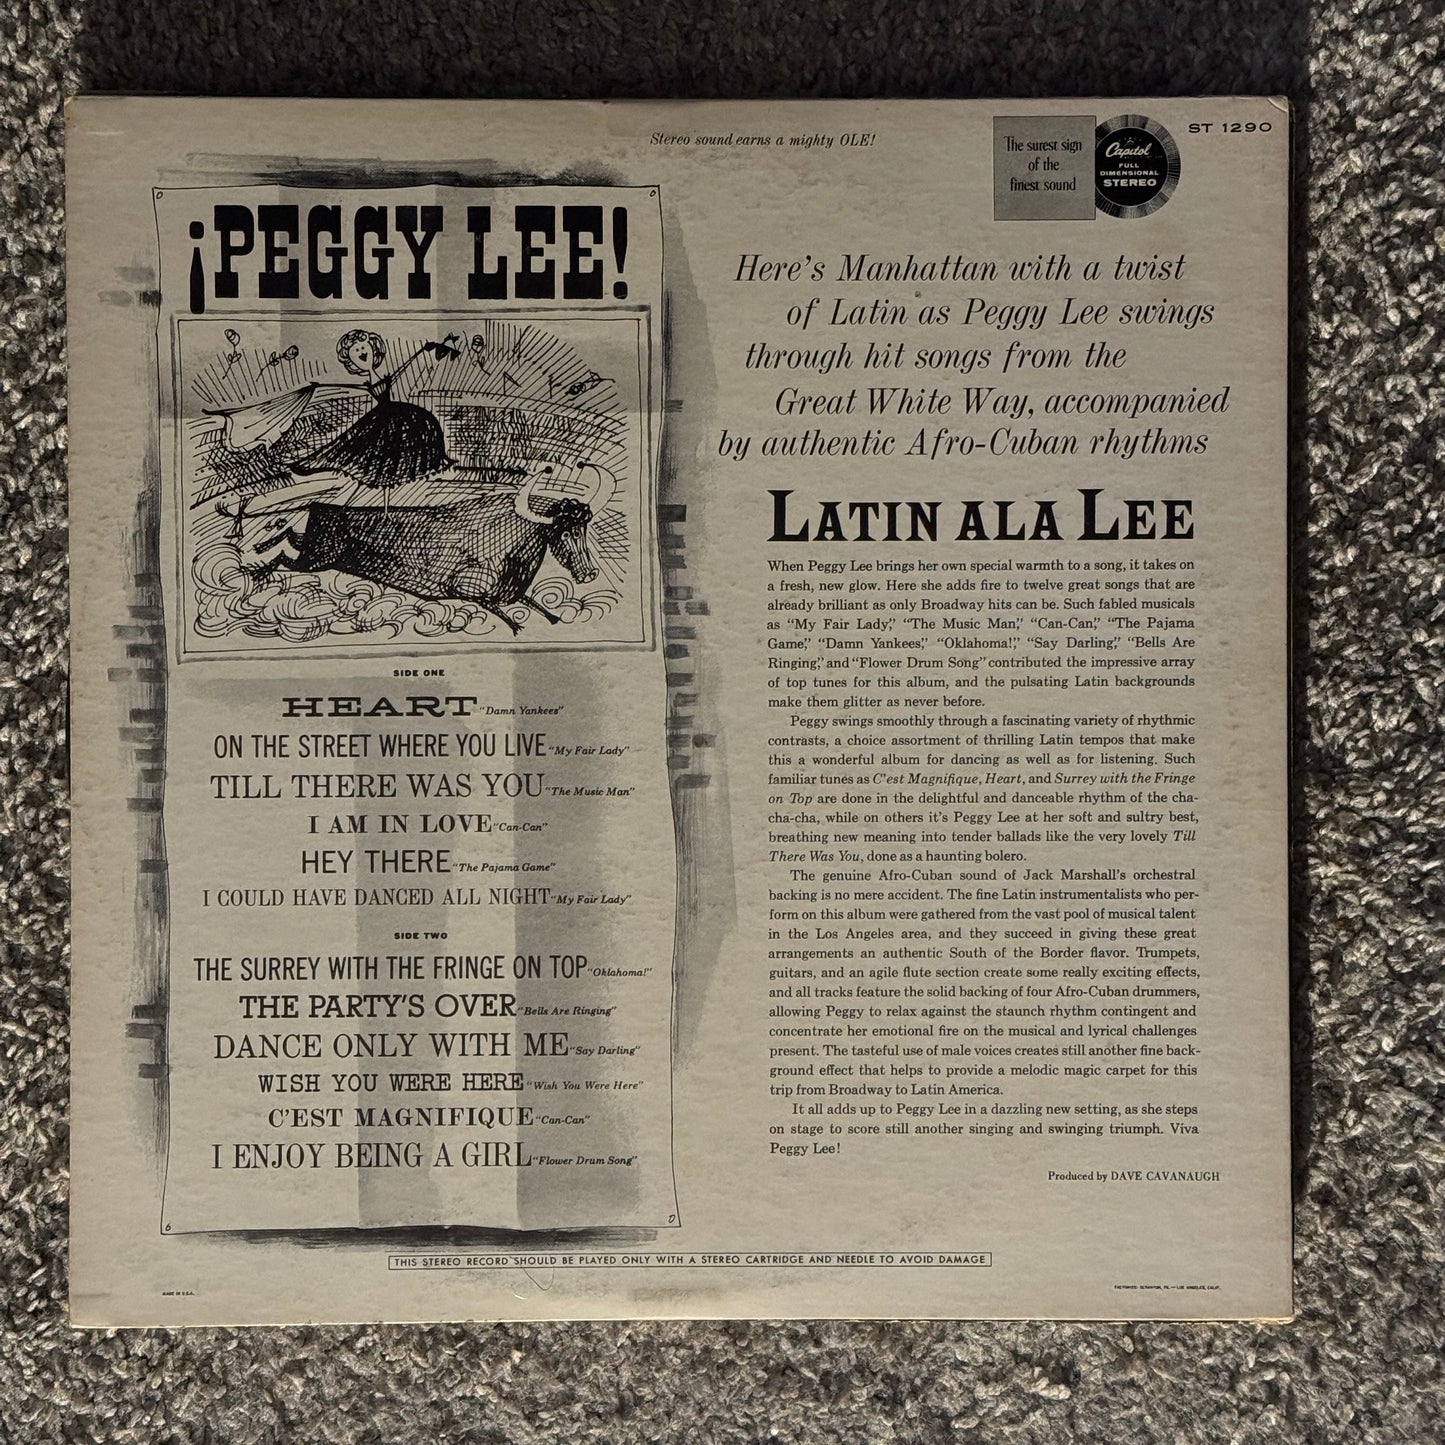 Stereo sound earns a mighty OLE!
The surest sign
of the
finest sound
Capitol
FULL
DIMENSIONAL
STEREO
ST 1290
¡PEGGY LEE!
SIDE ONE
HEART "Damn Yankees"
ON THE STREET WHERE YOU LIVE "My Fair Lady"
TILL THERE WAS YOU "The Music Man"
I AM IN LOVE "Can-Can"
HEY THERE "The Pajama Game"
I COULD HAVE DANCED ALL NIGHT "My Fair Lady"
SIDE TWO
THE SURREY WITH THE FRINGE ON TOP "Oklahoma!"
THE PARTY'S OVER "Bells Are Ringing"
DANCE ONLY WITH ME "Say Darling"
WISH YOU WERE HERE "Wish You Were Here"
C'EST MAGNIFIQUE "Can-Can"
I ENJOY BEING A GIRL "Flower Drum Song"
Here's Manhattan with a twist
of Latin as Peggy Lee swings
through hit songs from the
Great White Way, accompanied
by authentic Afro-Cuban rhythms
LATIN ALA LEE
When Peggy Lee brings her own special warmth to a song, it takes on
a fresh, new glow. Here she adds fire to twelve great songs that are
already brilliant as only Broadway hits can be. Such fabled musicals
as "My Fair Lady," "The Music Man," "Can-Can," "The Pajama
Game," "Damn Yankees," "Oklahoma!," "Say Darling," "Bells Are
Ringing," and "Flower Drum Song" contributed the impressive array
of top tunes for this album, and the pulsating Latin backgrounds
make them glitter as never before.
Peggy swings smoothly through a fascinating variety of rhythmic
contrasts, a choice assortment of thrilling Latin tempos that make
this a wonderful album for dancing as well as for listening. Such
familiar tunes as C'est Magnifique, Heart, and Surrey with the Fringe
on Top are done in the delightful and danceable rhythm of the cha-
cha-cha, while on others it's Peggy Lee at her soft and sultry best,
breathing new meaning into tender ballads like the very lovely Till
There Was You, done as a haunting bolero.
The genuine Afro-Cuban sound of Jack Marshall's orchestral
backing is no mere accident. The fine Latin instrumentalists who per-
form on this album were gathered from the vast pool of musical talent
in the Los Angeles area, and they succeed in giving these great
arrangements an authentic South of the Border flavor. Trumpets,
guitars, and an agile flute section create some really exciting effects,
and all tracks feature the solid backing of four Afro-Cuban drummers,
allowing Peggy to relax against the staunch rhythm contingent and
concentrate her emotional fire on the musical and lyrical challenges
present. The tasteful use of male voices creates still another fine back-
ground effect that helps to provide a melodic magic carpet for this
trip from Broadway to Latin America.
It all adds up to Peggy Lee in a dazzling new setting, as she steps
on stage to score still another singing and swinging triumph. Viva
Peggy Lee!
Produced by DAVE CAVANAUGH
THIS STEREO RECORD SHOULD BE PLAYED ONLY WITH A STEREO CARTRIDGE AND NEEDLE TO AVOID DAMAGE
MADE IN U.S.A.
FACTORIES: SCRANTON, PA.—LOS ANGELES, CALIF.